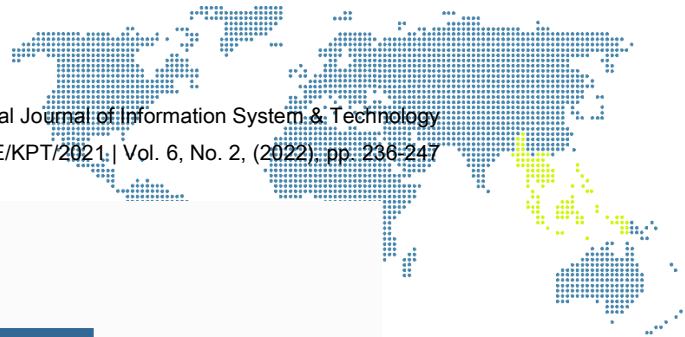 al Journal of Information System & Technology
E/KPT/2021 | Vol. 6, No. 2, (2022), pp. 236-247